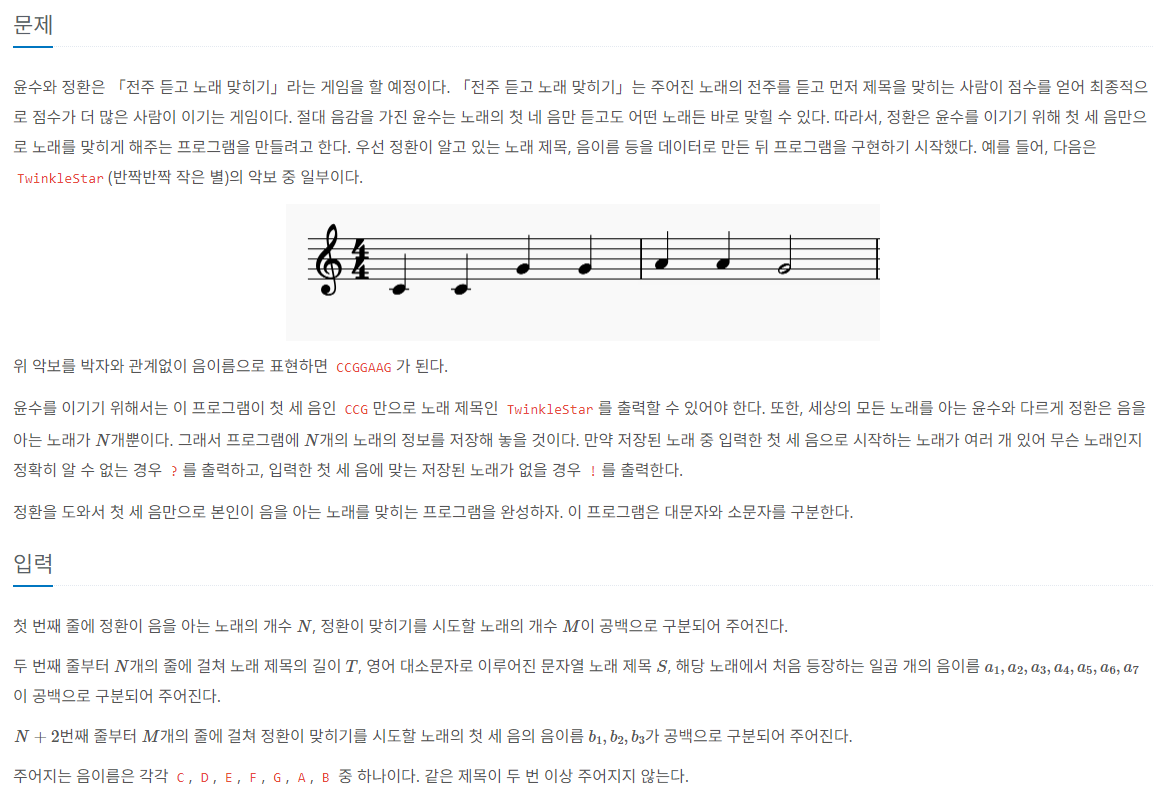 문제
윤수와 정환은 「전주 듣고 노래 맞히기」라는 게임을 할 예정이다. 「전주 듣고 노래 맞히기」는 주어진 노래의 전주를 듣고 먼저 제목을 맞히는 사람이 점수를 얻어 최종적으
로 점수가 더 많은 사람이 이기는 게임이다. 절대 음감을 가진 윤수는 노래의 첫 네 음만 듣고도 어떤 노래든 바로 맞힐 수 있다. 따라서, 정환은 윤수를 이기기 위해 첫 세 음만으
로 노래를 맞히게 해주는 프로그램을 만들려고 한다. 우선 정환이 알고 있는 노래 제목, 음이름 등을 데이터로 만든 뒤 프로그램을 구현하기 시작했다. 예를 들어, 다음은
TwinkleStar (반짝반짝 작은 별)의 악보 중 일부이다.
위 악보를 박자와 관계없이 음이름으로 표현하면 CCGGAAG 가 된다.
윤수를 이기기 위해서는 이 프로그램이 첫 세 음인 CCG 만으로 노래 제목인 TwinkleStar 를 출력할 수 있어야 한다. 또한, 세상의 모든 노래를 아는 윤수와 다르게 정환은 음을
아는 노래가 N개뿐이다. 그래서 프로그램에 N개의 노래의 정보를 저장해 놓을 것이다. 만약 저장된 노래 중 입력한 첫 세 음으로 시작하는 노래가 여러 개 있어 무슨 노래인지
정확히 알 수 없는 경우 ? 를 출력하고, 입력한 첫 세 음에 맞는 저장된 노래가 없을 경우 ! 를 출력한다.
정환을 도와서 첫 세 음만으로 본인이 음을 아는 노래를 맞히는 프로그램을 완성하자. 이 프로그램은 대문자와 소문자를 구분한다.
입력
첫 번째 줄에 정환이 음을 아는 노래의 개수 N, 정환이 맞히기를 시도할 노래의 개수 M이 공백으로 구분되어 주어진다.
두 번째 줄부터 N개의 줄에 걸쳐 노래 제목의 길이 T, 영어 대소문자로 이루어진 문자열 노래 제목 S, 해당 노래에서 처음 등장하는 일곱 개의 음이름 a₁, a₂, a₃, a₄, a₅, a₆, a₇
이 공백으로 구분되어 주어진다.
N + 2번째 줄부터 M개의 줄에 걸쳐 정환이 맞히기를 시도할 노래의 첫 세 음의 음이름 b₁, b₂, b₃가 공백으로 구분되어 주어진다.
주어지는 음이름은 각각 C, D, E, F, G, A, B 중 하나이다. 같은 제목이 두 번 이상 주어지지 않는다.